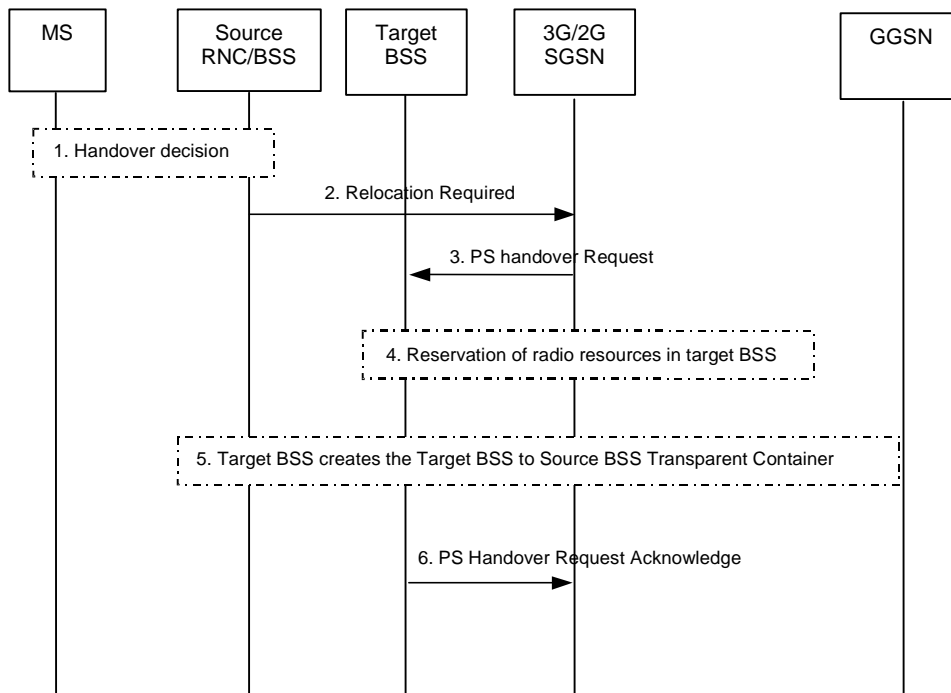 MS
Source
RNC/BSS
Target
BSS
3G/2G
SGSN
GGSN
1. Handover decision
2. Relocation Required
3. PS handover Request
4. Reservation of radio resources in target BSS
5. Target BSS creates the Target BSS to Source BSS Transparent Container
6. PS Handover Request Acknowledge